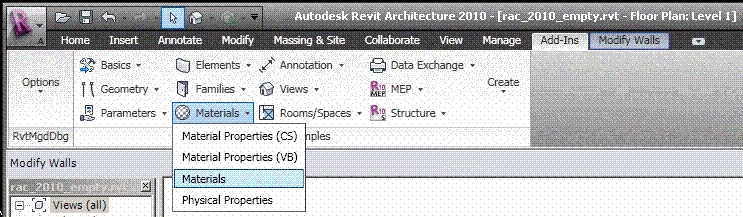 Autodesk Revit Architecture 2010 - [rac_2010_empty.rvt - Floor Plan: Level 1]
Home Insert Annotate Modify Massing & Site Collaborate View Manage Add-Ins Modify Walls
Options
Basics Elements Annotation Data Exchange
Geometry Families Views MEP
Create
Parameters Materials Rooms/Spaces Structure
RvtMgdDbg
Material Properties (CS)
Material Properties (VB)
Materials
Physical Properties
Modify Walls
rac_2010_empty.rvt
Views (all)